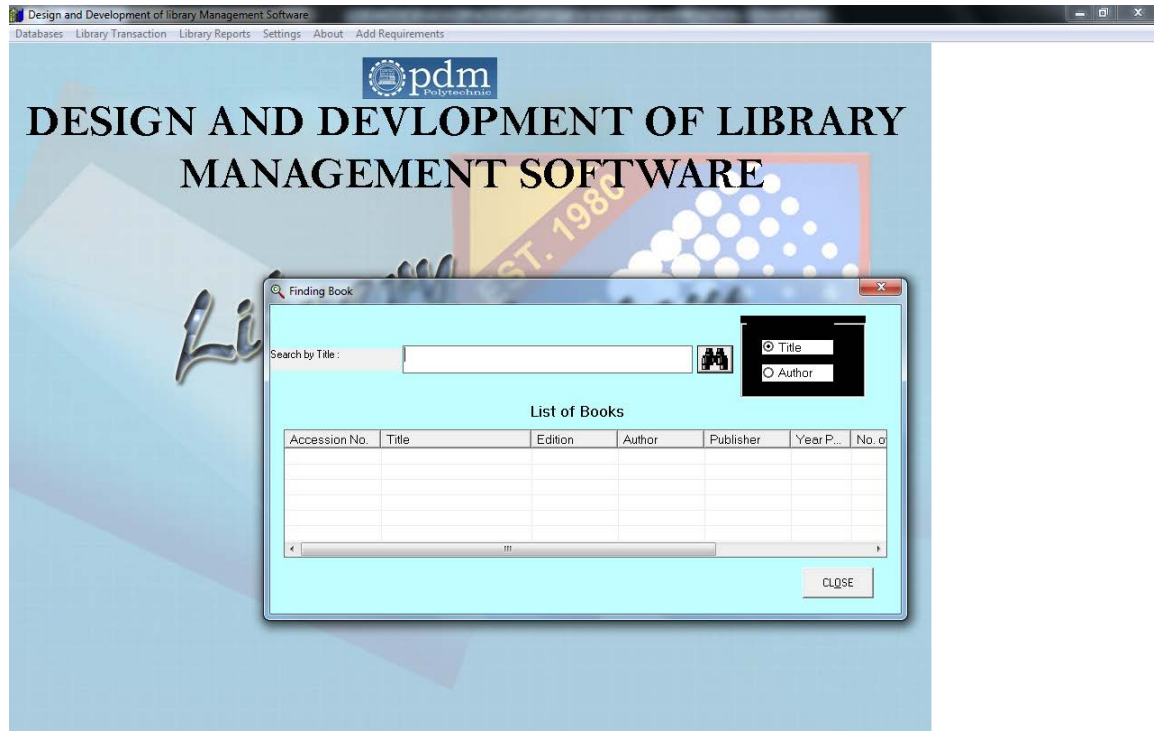 Design and Development of library Management Software
Databases Library Transaction Library Reports Settings About Add Requirements
pdm
Polytechnic
DESIGN AND DEVLOPMENT OF LIBRARY
MANAGEMENT SOFTWARE
EST. 1980
Finding Book
Search by Title :
Title
Author
List of Books
Accession No. Title Edition Author Publisher Year P... No. o
CLOSE